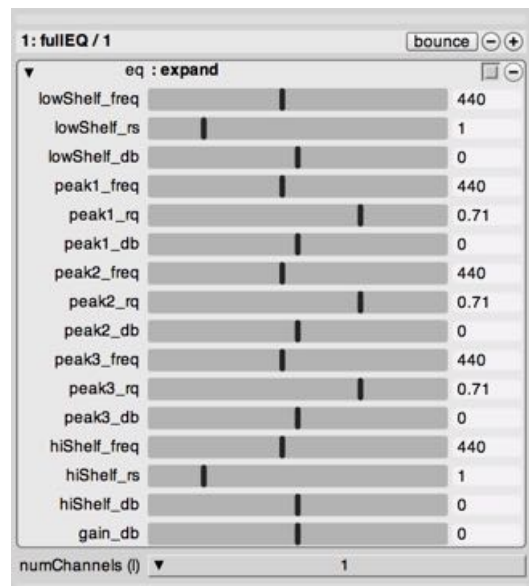 1: fullEQ / 1 bounce
eq : expand
lowShelf_freq 440
lowShelf_rs 1
lowShelf_db 0
peak1_freq 440
peak1_rq 0.71
peak1_db 0
peak2_freq 440
peak2_rq 0.71
peak2_db 0
peak3_freq 440
peak3_rq 0.71
peak3_db 0
hiShelf_freq 440
hiShelf_rs 1
hiShelf_db 0
gain_db 0
numChannels (I) 1